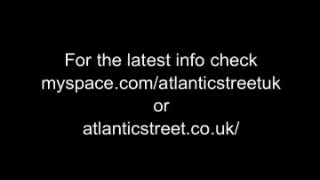 For the latest info check
myspace.com/atlanticstreetuk
or
atlanticstreet.co.uk/